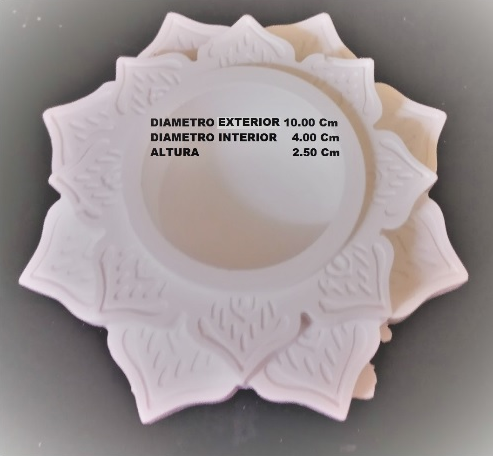 DIAMETRO EXTERIOR 10.00 Cm
DIAMETRO INTERIOR 4.00 Cm
ALTURA 2.50 Cm